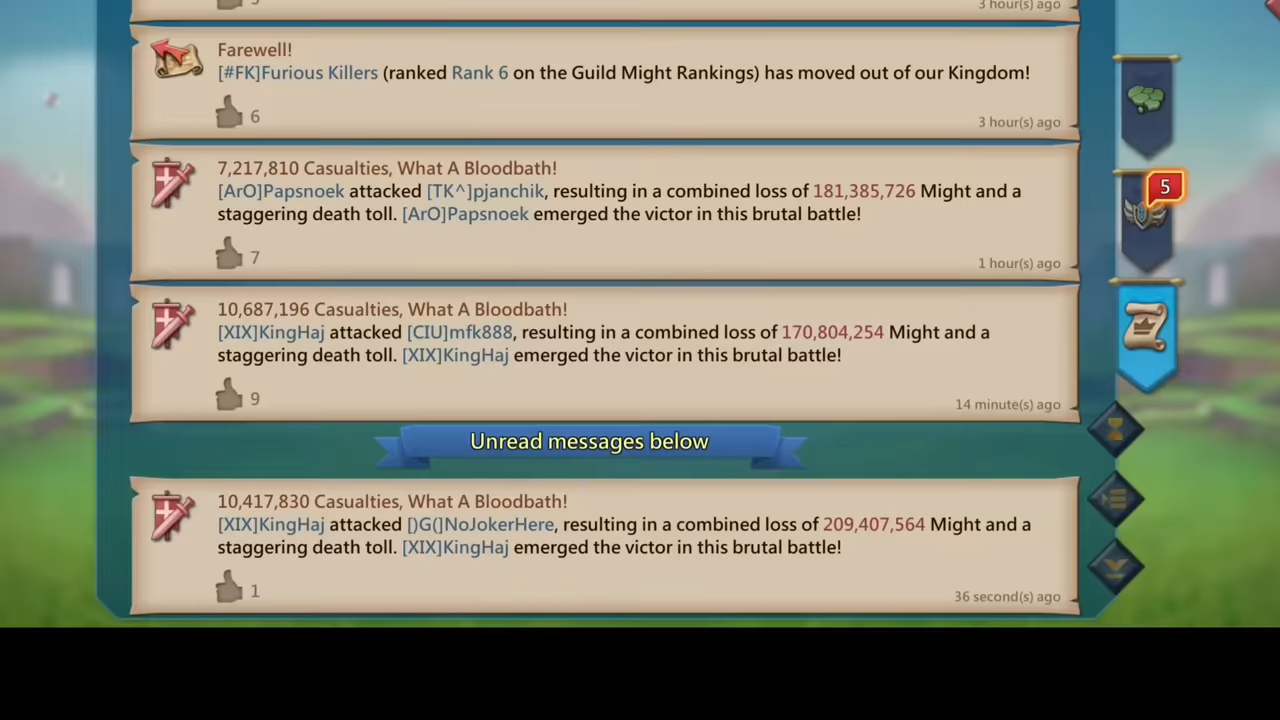 3 hour(s) ago
Farewell!
[#FK]Furious Killers (ranked Rank 6 on the Guild Might Rankings) has moved out of our Kingdom!
6
3 hour(s) ago
7,217,810 Casualties, What A Bloodbath!
[ArO]Papsnoek attacked [TK^]pjanchik, resulting in a combined loss of 181,385,726 Might and a
staggering death toll. [ArO]Papsnoek emerged the victor in this brutal battle!
7
1 hour(s) ago
5
10,687,196 Casualties, What A Bloodbath!
[XIX]KingHaj attacked [CIU]mfk888, resulting in a combined loss of 170,804,254 Might and a
staggering death toll. [XIX]KingHaj emerged the victor in this brutal battle!
9
14 minute(s) ago
Unread messages below
10,417,830 Casualties, What A Bloodbath!
[XIX]KingHaj attacked [)G(]NoJokerHere, resulting in a combined loss of 209,407,564 Might and a
staggering death toll. [XIX]KingHaj emerged the victor in this brutal battle!
1
36 second(s) ago